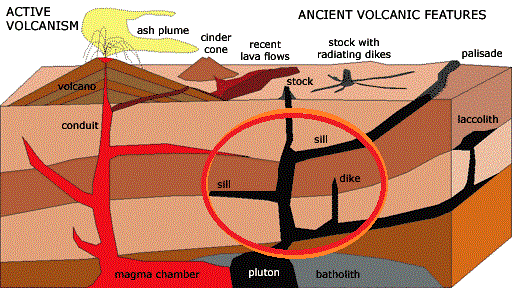 ACTIVE
VOLCANISM
ANCIENT VOLCANIC FEATURES
ash plume
cinder
cone
recent
lava flows
stock with
radiating dikes
palisade
volcano
stock
conduit
sill
laccolith
sill
dike
magma chamber
pluton
batholith